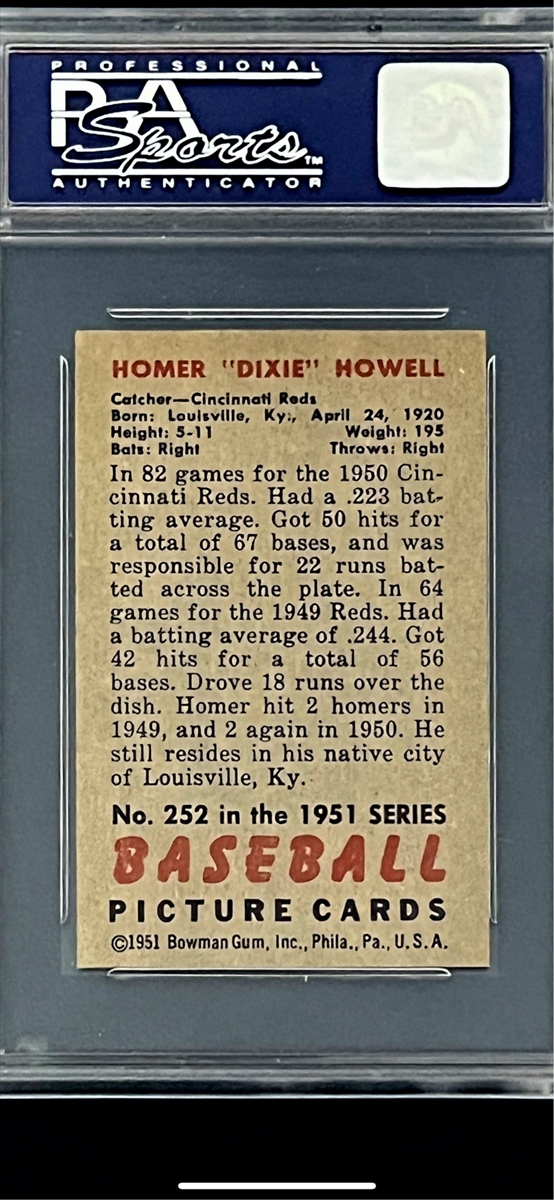 PROFESSIONAL
PSA
Sports™
AUTHENTICATOR
HOMER "DIXIE" HOWELL
Catcher—Cincinnati Reds
Born: Louisville, Ky., April 24, 1920
Height: 5-11 Weight: 195
Bats: Right Throws: Right
In 82 games for the 1950 Cin-
cinnati Reds. Had a .223 bat-
ting average. Got 50 hits for
a total of 67 bases, and was
responsible for 22 runs bat-
ted across the plate. In 64
games for the 1949 Reds. Had
a batting average of .244. Got
42 hits for a total of 56
bases. Drove 18 runs over the
dish. Homer hit 2 homers in
1949, and 2 again in 1950. He
still resides in his native city
of Louisville, Ky.
No. 252 in the 1951 SERIES
BASEBALL
PICTURE CARDS
©1951 Bowman Gum, Inc., Phila., Pa., U.S.A.